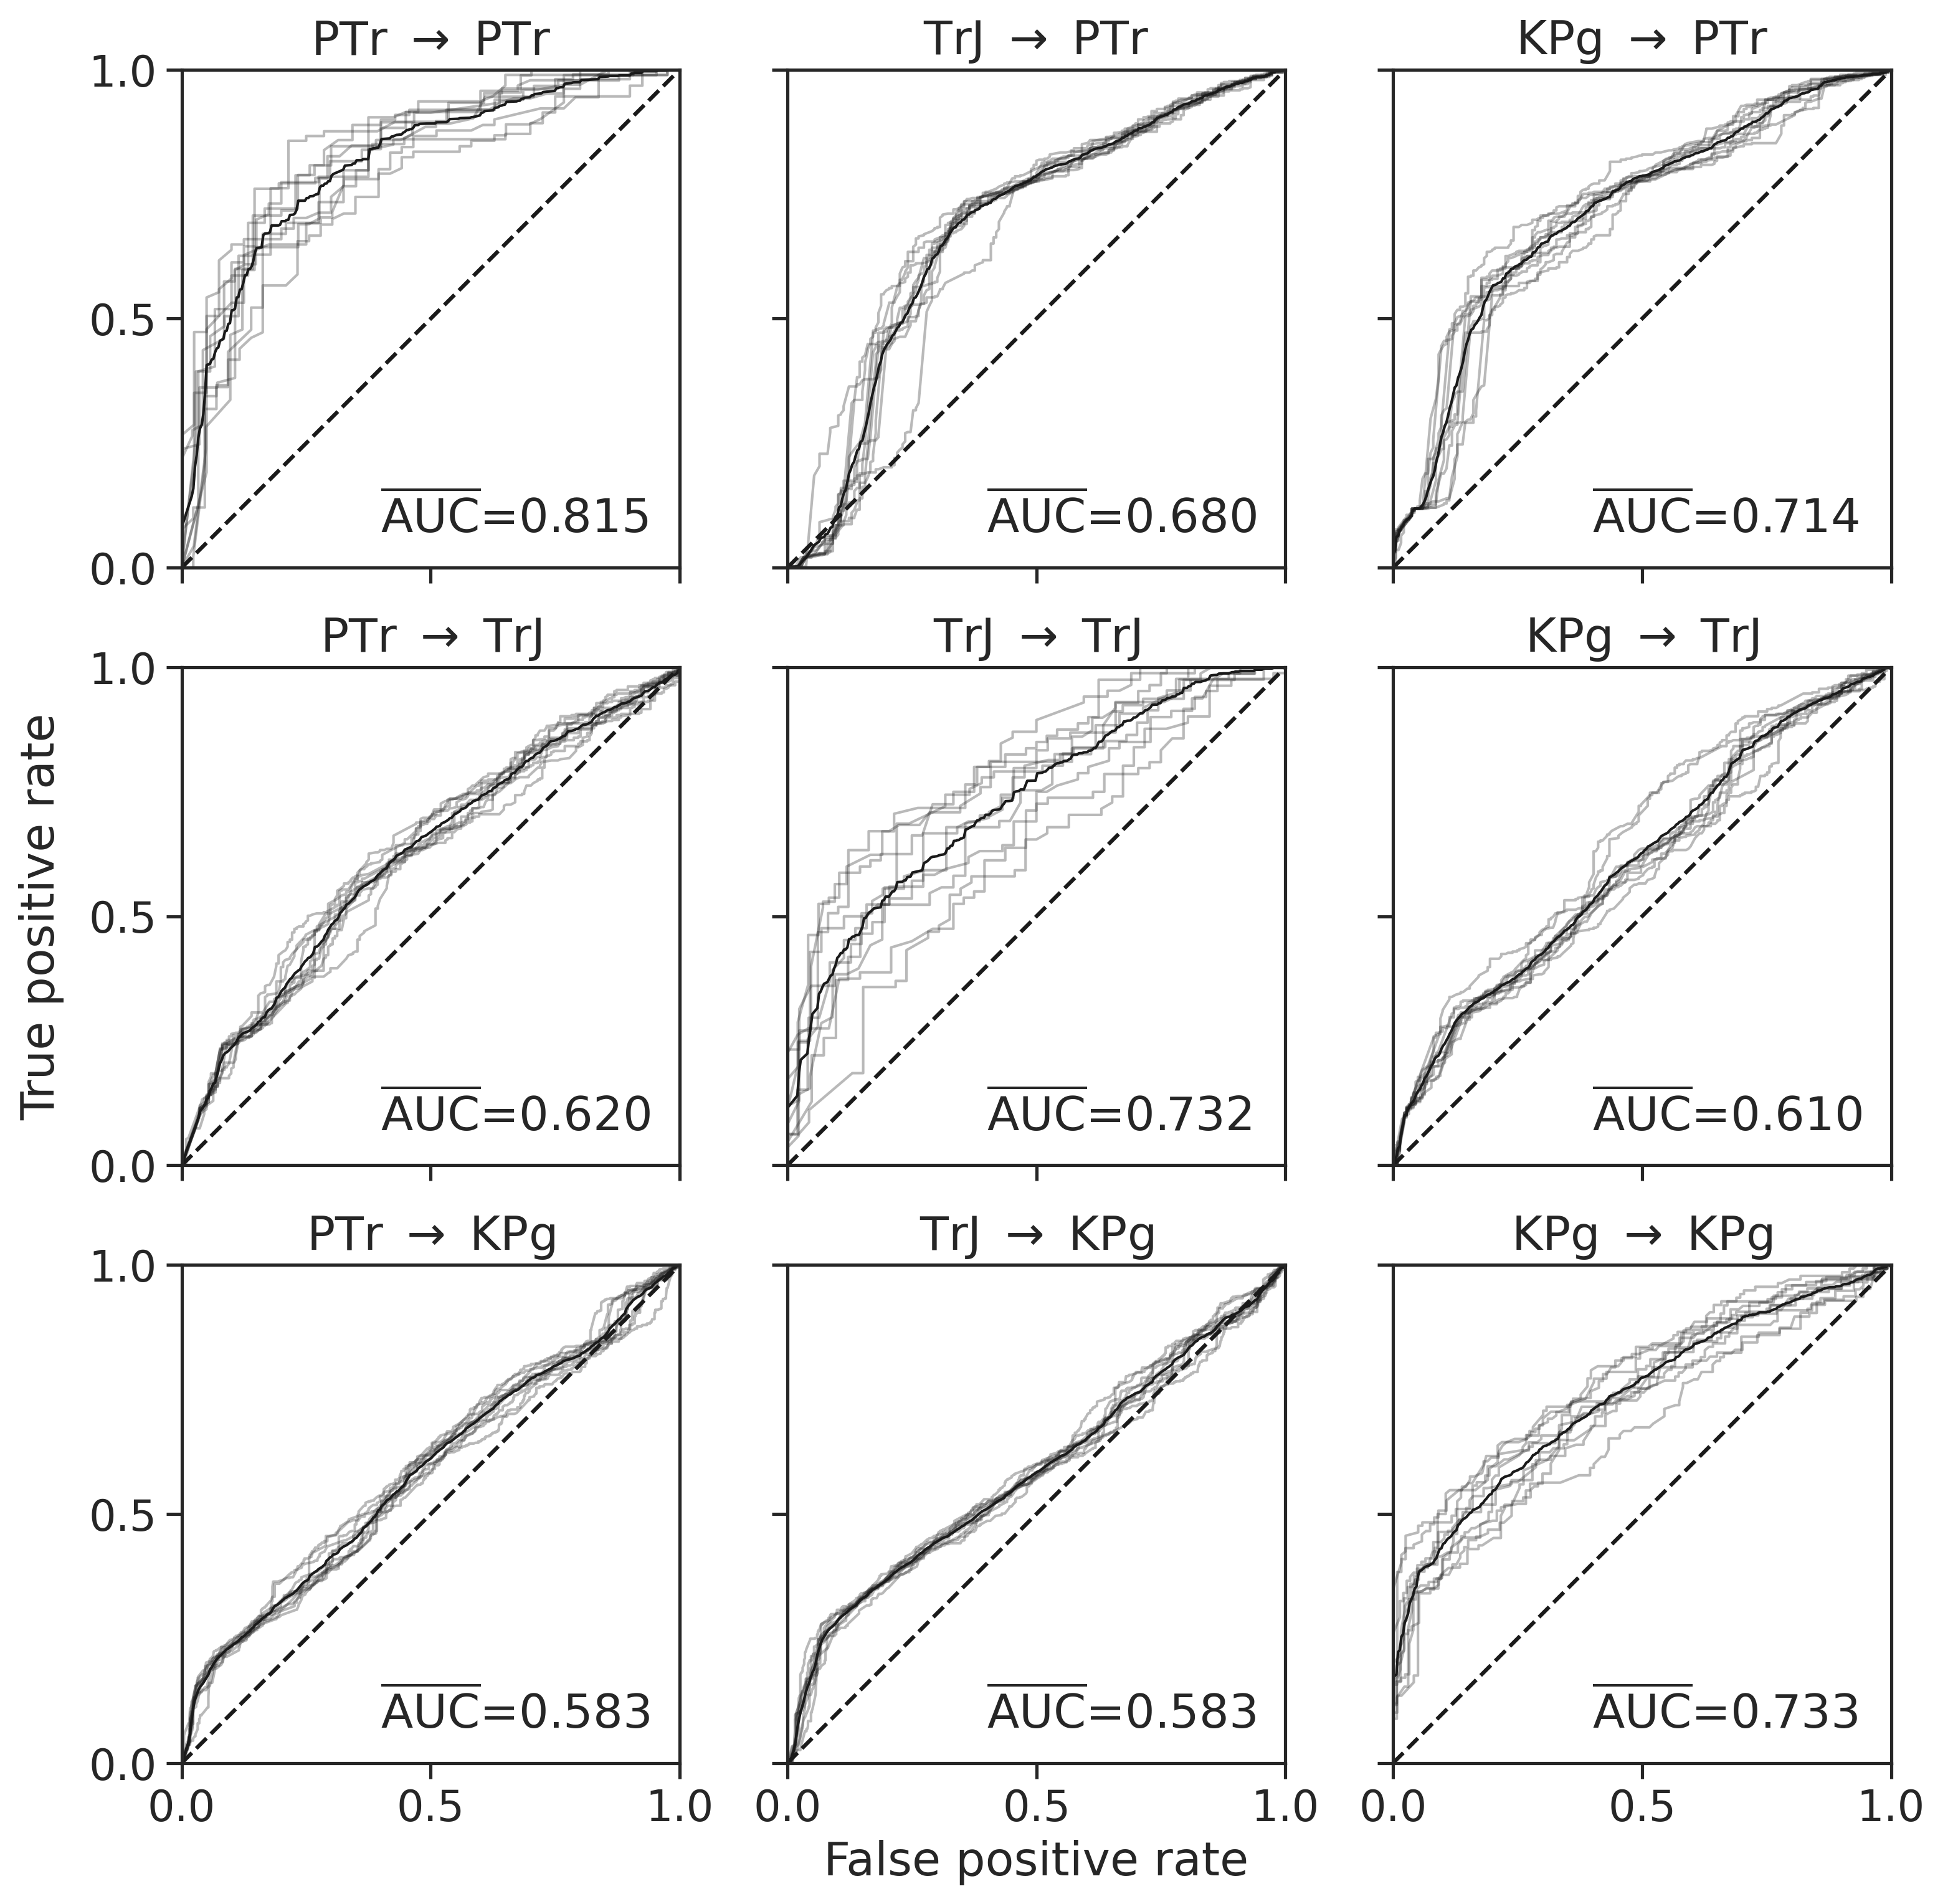 PTr → PTr
TrJ → PTr
KPg → PTr
1.0
0.5
0.0
AUC=0.815
AUC=0.680
AUC=0.714
PTr → TrJ
TrJ → TrJ
KPg → TrJ
True positive rate
1.0
0.5
0.0
AUC=0.620
AUC=0.732
AUC=0.610
PTr → KPg
TrJ → KPg
KPg → KPg
1.0
0.5
0.0
AUC=0.583
AUC=0.583
AUC=0.733
0.0 0.5 1.0
0.0 0.5 1.0
0.0 0.5 1.0
False positive rate